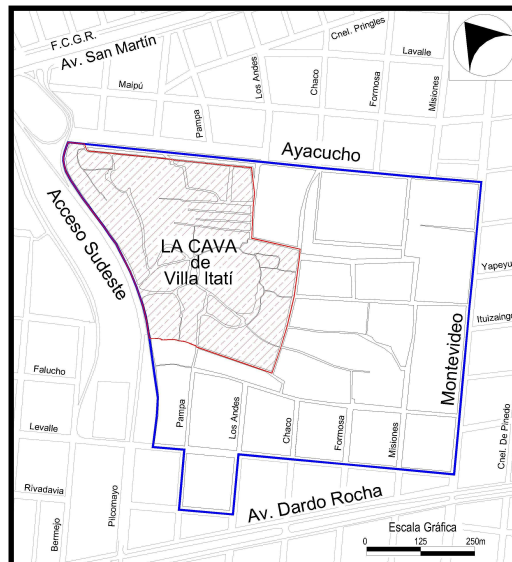 F.C.G.R.
Av. San Martín
Cnel. Pringles
Lavalle
Maipú
Los Andes
Chaco
Formosa
Misiones
Pampa
Ayacucho
Acceso Sudeste
LA CAVA
de
Villa Itatí
Yapeyu
Ituizaingo
Montevideo
Falucho
Levalle
Pampa
Los Andes
Chaco
Formosa
Misiones
Cnel. De Pinedo
Rivadavia
Bermejo
Pilcomayo
Av. Dardo Rocha
Escala Gráfica
0 125 250m